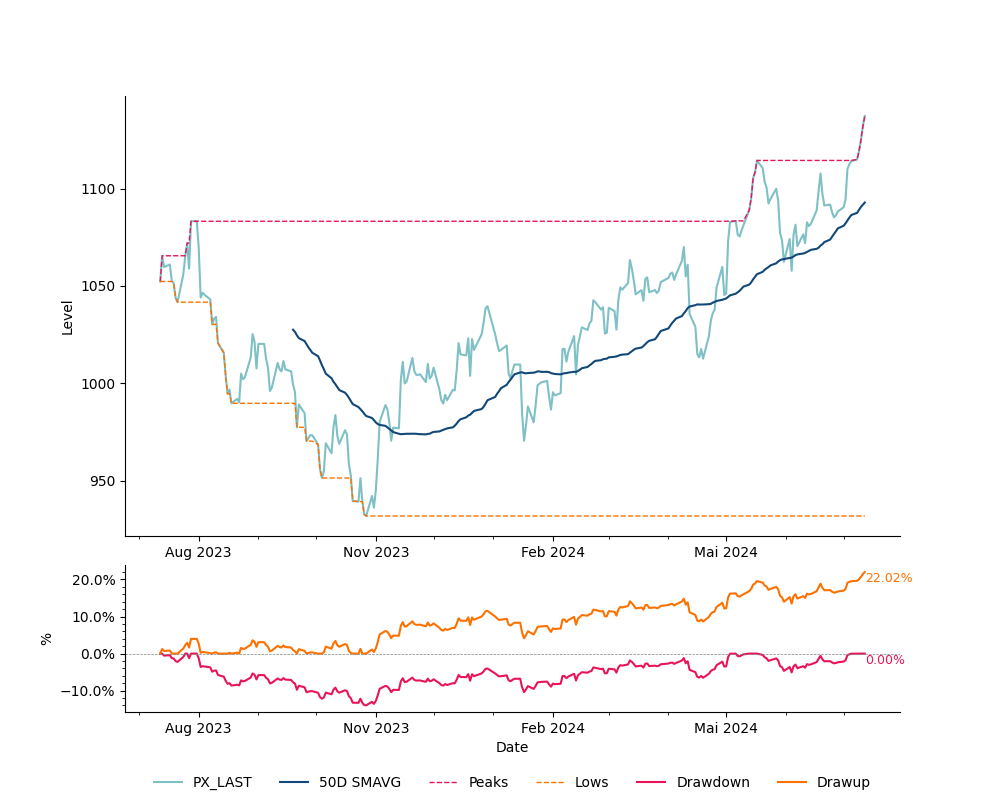 1100
1050
1000
950
Level
Aug 2023 Nov 2023 Feb 2024 Mai 2024
20.0%
10.0%
0.0%
−10.0%
%
22.02%
0.00%
Aug 2023 Nov 2023 Feb 2024 Mai 2024
Date
PX_LAST 50D SMAVG Peaks Lows Drawdown Drawup